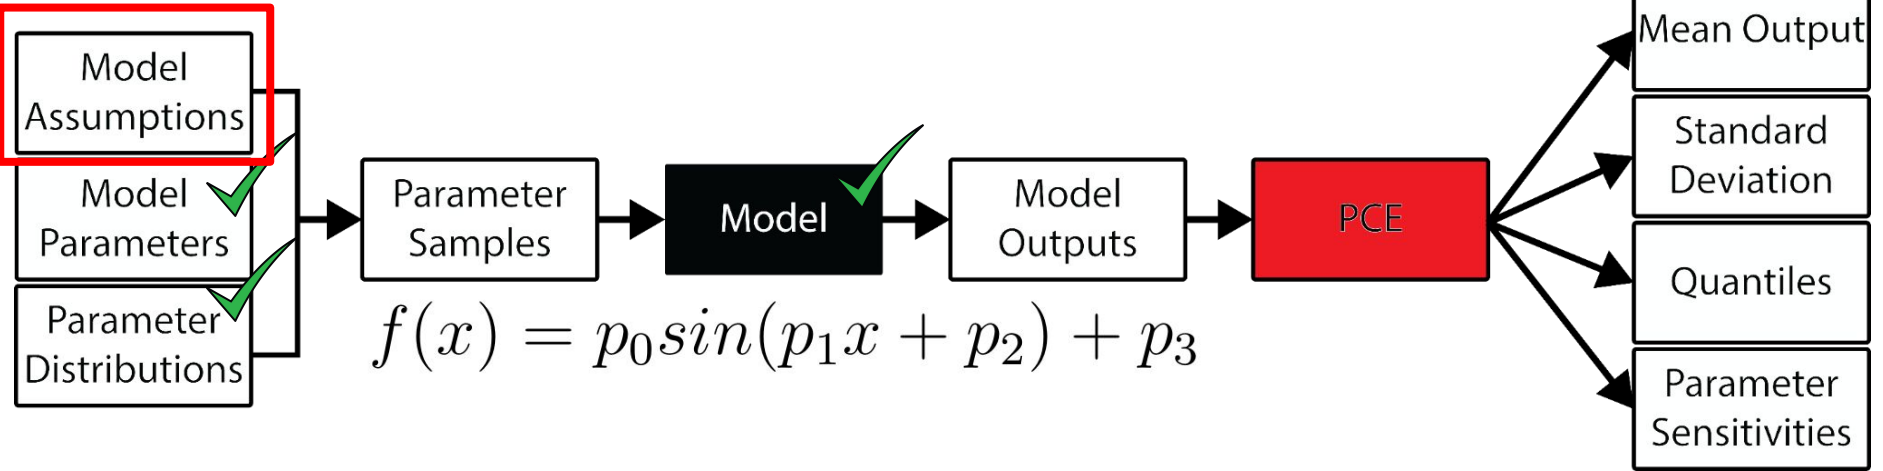 Model
Assumptions
Model
Parameters
Parameter
Distributions
Parameter
Samples
Model
Model
Outputs
PCE
Mean Output
Standard
Deviation
Quantiles
Parameter
Sensitivities
f(x) = p₀sin(p₁x + p₂) + p₃